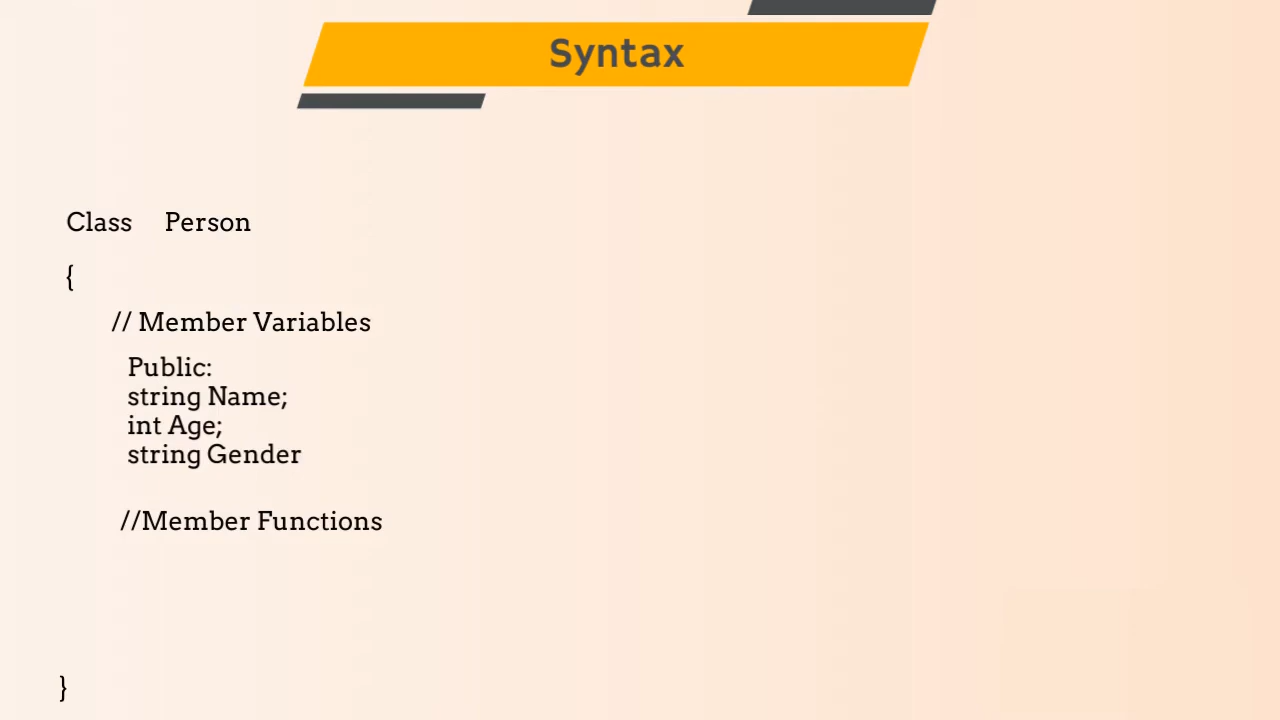 Syntax
Class Person
{
// Member Variables
Public:
string Name;
int Age;
string Gender
//Member Functions
}